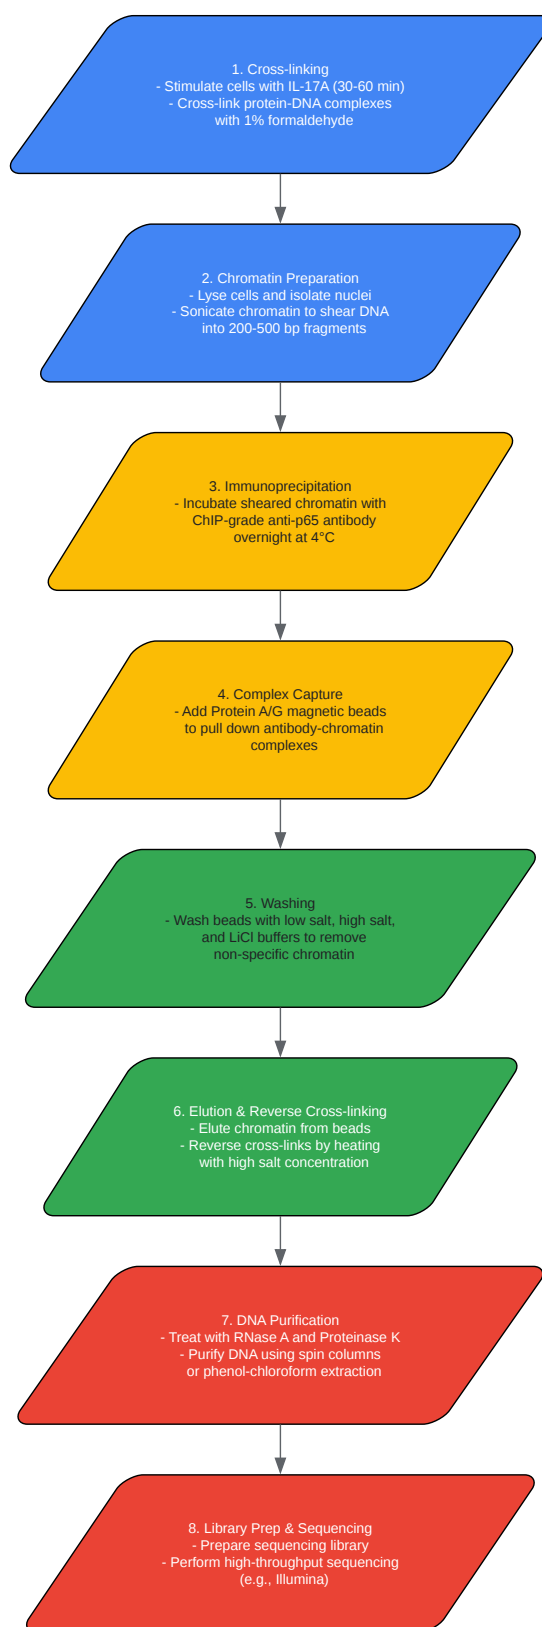 1. Cross-linking
- Stimulate cells with IL-17A (30-60 min)
- Cross-link protein-DNA complexes
with 1% formaldehyde
2. Chromatin Preparation
- Lyse cells and isolate nuclei
- Sonicate chromatin to shear DNA
into 200-500 bp fragments
3. Immunoprecipitation
- Incubate sheared chromatin with
ChIP-grade anti-p65 antibody
overnight at 4°C
4. Complex Capture
- Add Protein A/G magnetic beads
to pull down antibody-chromatin
complexes
5. Washing
- Wash beads with low salt, high salt,
and LiCl buffers to remove
non-specific chromatin
6. Elution & Reverse Cross-linking
- Elute chromatin from beads
- Reverse cross-links by heating
with high salt concentration
7. DNA Purification
- Treat with RNase A and Proteinase K
- Purify DNA using spin columns
or phenol-chloroform extraction
8. Library Prep & Sequencing
- Prepare sequencing library
- Perform high-throughput sequencing
(e.g., Illumina)